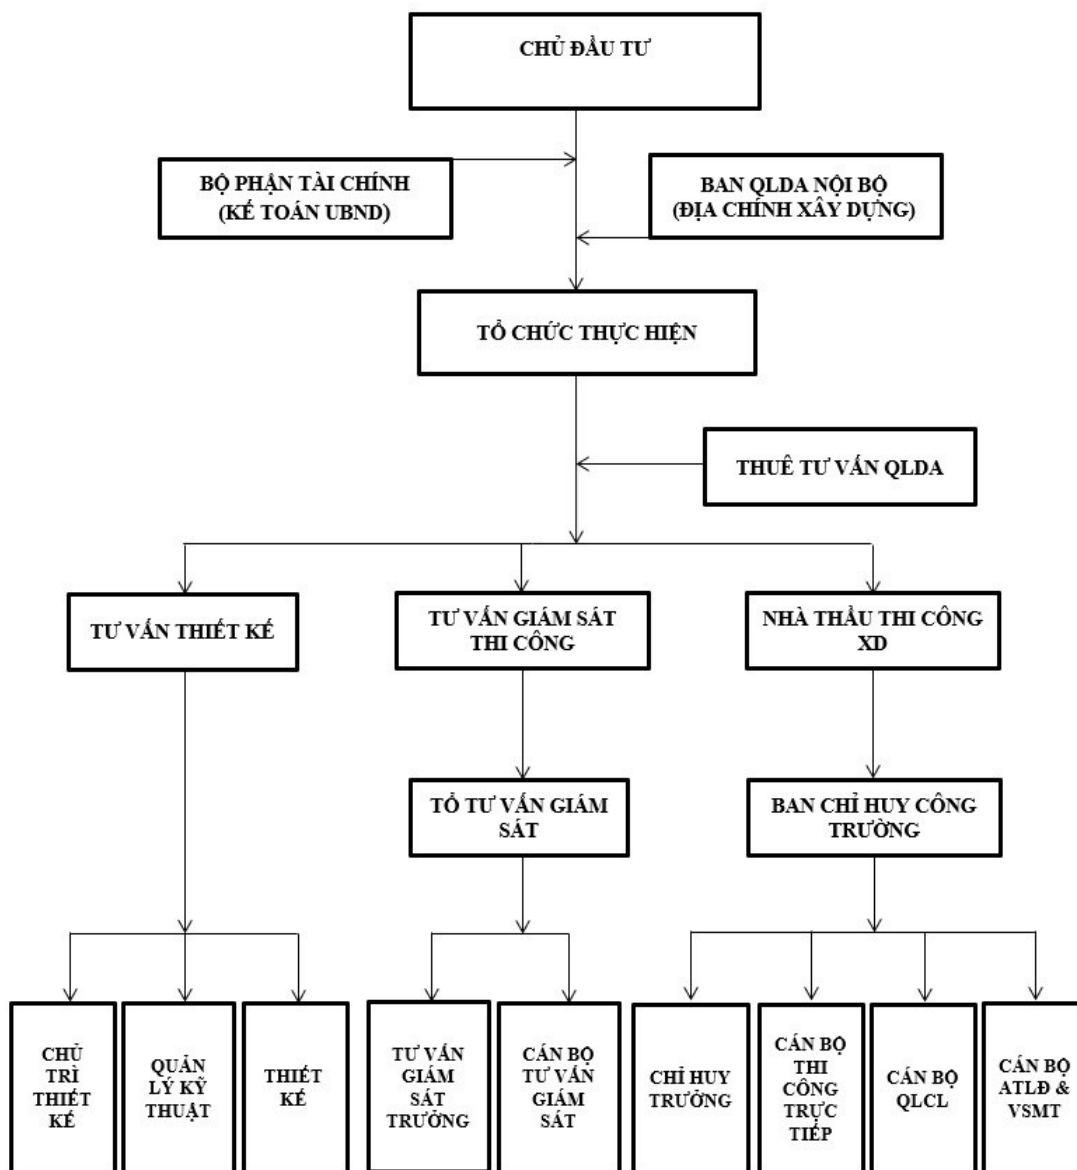 CHỦ ĐẦU TƯ
BỘ PHẬN TÀI CHÍNH
(KẾ TOÁN UBND)
BAN QLDA NỘI BỘ
(ĐỊA CHÍNH XÂY DỰNG)
TỔ CHỨC THỰC HIỆN
THUÊ TƯ VẤN QLDA
TƯ VẤN THIẾT KẾ
TƯ VẤN GIÁM SÁT
THI CÔNG
NHÀ THẦU THI CÔNG
XD
TỔ TƯ VẤN GIÁM
SÁT
BAN CHỈ HUY CÔNG
TRƯỜNG
CHỦ
TRÌ
THIẾT
KẾ
QUẢN
LÝ KỸ
THUẬT
THIẾT
KẾ
TƯ VẤN
GIÁM
SÁT
TRƯỞNG
CÁN BỘ
TƯ VẤN
GIÁM
SÁT
CHỈ HUY
TRƯỞNG
CÁN BỘ
THI
CÔNG
TRỰC
TIẾP
CÁN BỘ
QLCL
CÁN BỘ
ATLĐ &
VSMT